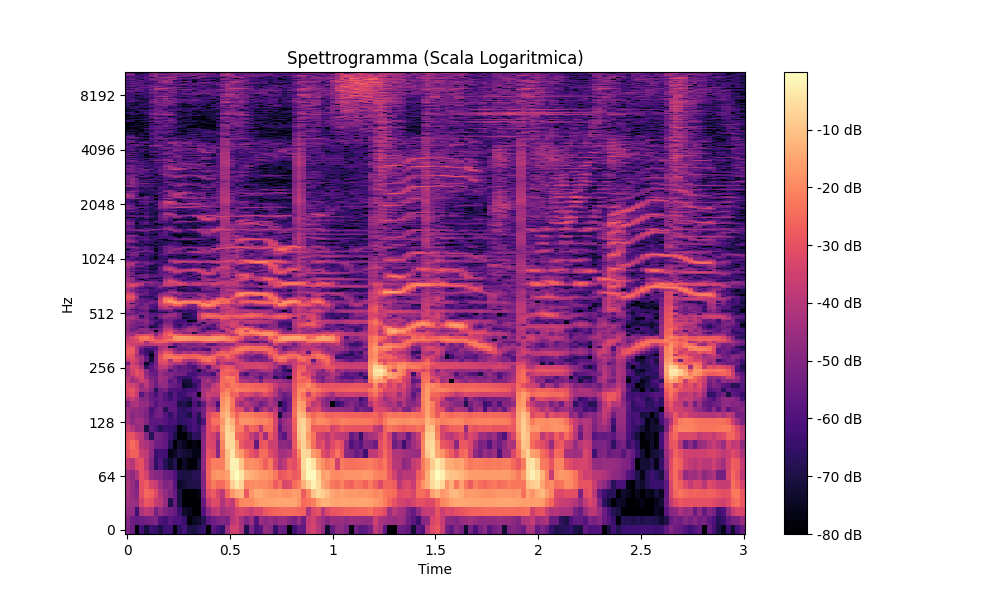 Spettrogramma (Scala Logaritmica)
Hz
8192
4096
2048
1024
512
256
128
64
0
0 0.5 1 1.5 2 2.5 3
Time
-10 dB
-20 dB
-30 dB
-40 dB
-50 dB
-60 dB
-70 dB
-80 dB